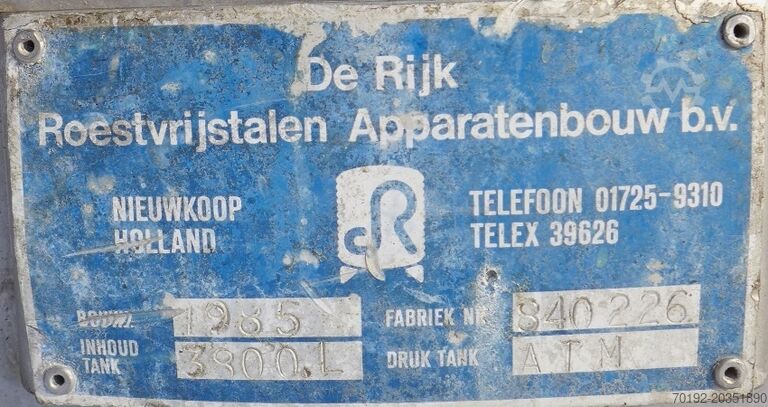 De Rijk
Roestvrijstalen Apparatenbouw b.v.
dR
NIEUWKOOP
HOLLAND
TELEFOON 01725-9310
TELEX 39626
BOUWJ. 1985
FABRIEK NR. 840226
INHOUD TANK 3800.L
DRUK TANK ATM
70192-20351890